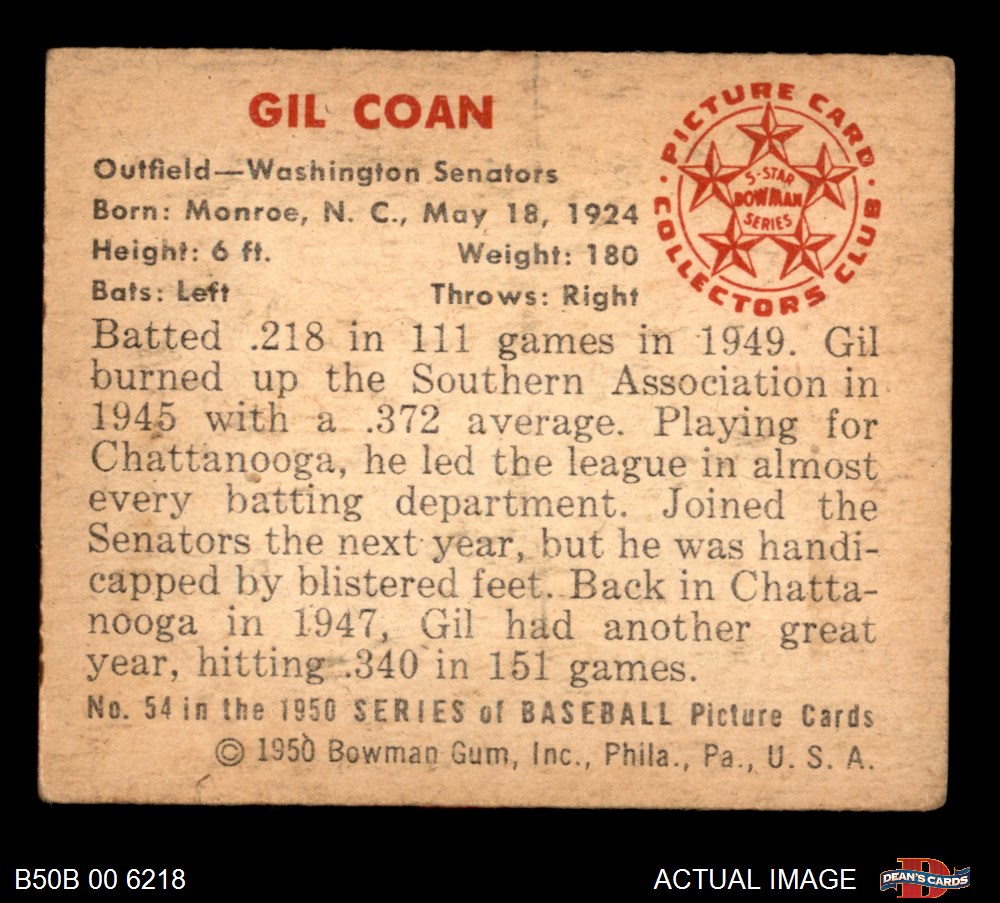 GIL COAN
PICTURE CARD
COLLECTORS CLUB
5-STAR
BOWMAN
SERIES
Outfield—Washington Senators
Born: Monroe, N. C., May 18, 1924
Height: 6 ft. Weight: 180
Bats: Left Throws: Right
Batted .218 in 111 games in 1949. Gil
burned up the Southern Association in
1945 with a .372 average. Playing for
Chattanooga, he led the league in almost
every batting department. Joined the
Senators the next year, but he was handi-
capped by blistered feet. Back in Chatta-
nooga in 1947, Gil had another great
year, hitting .340 in 151 games.
No. 54 in the 1950 SERIES of BASEBALL Picture Cards
© 1950 Bowman Gum, Inc., Phila., Pa., U. S. A.
B50B 00 6218
ACTUAL IMAGE
D
DEAN'S CARDS